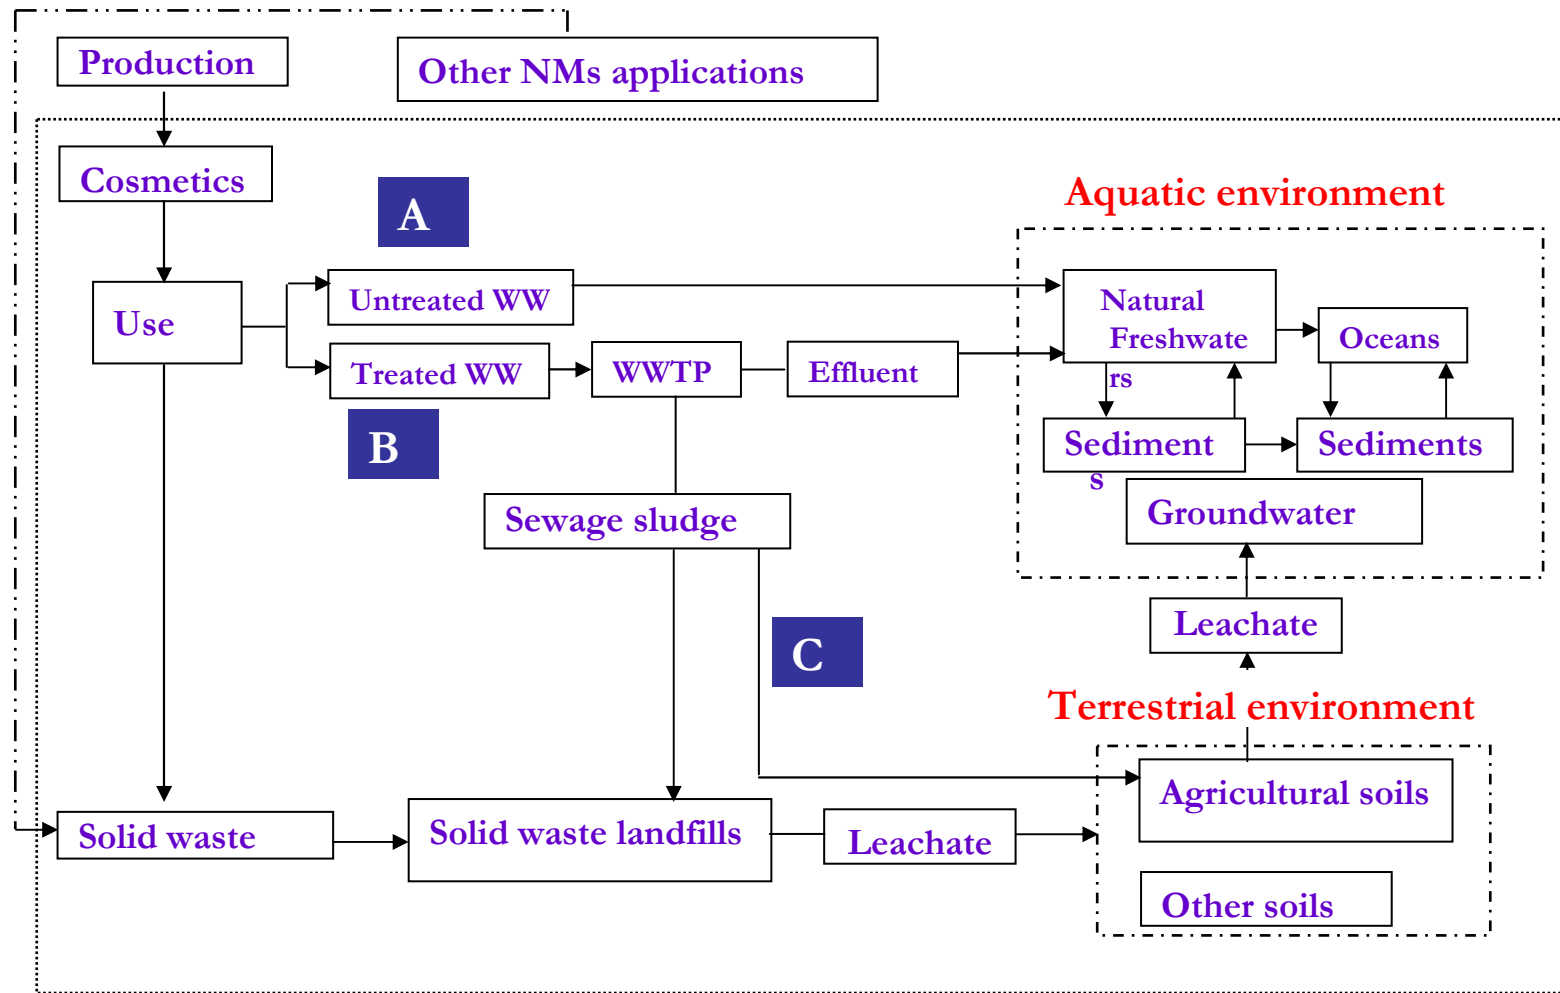 Production
Other NMs applications
Cosmetics
A
Aquatic environment
Untreated WW
Natural
Freshwate
rs
Oceans
Use
Treated WW
WWTP
Effluent
B
Sediment
s
Sediments
Sewage sludge
Groundwater
C
Leachate
Terrestrial environment
Agricultural soils
Solid waste
Solid waste landfills
Leachate
Other soils